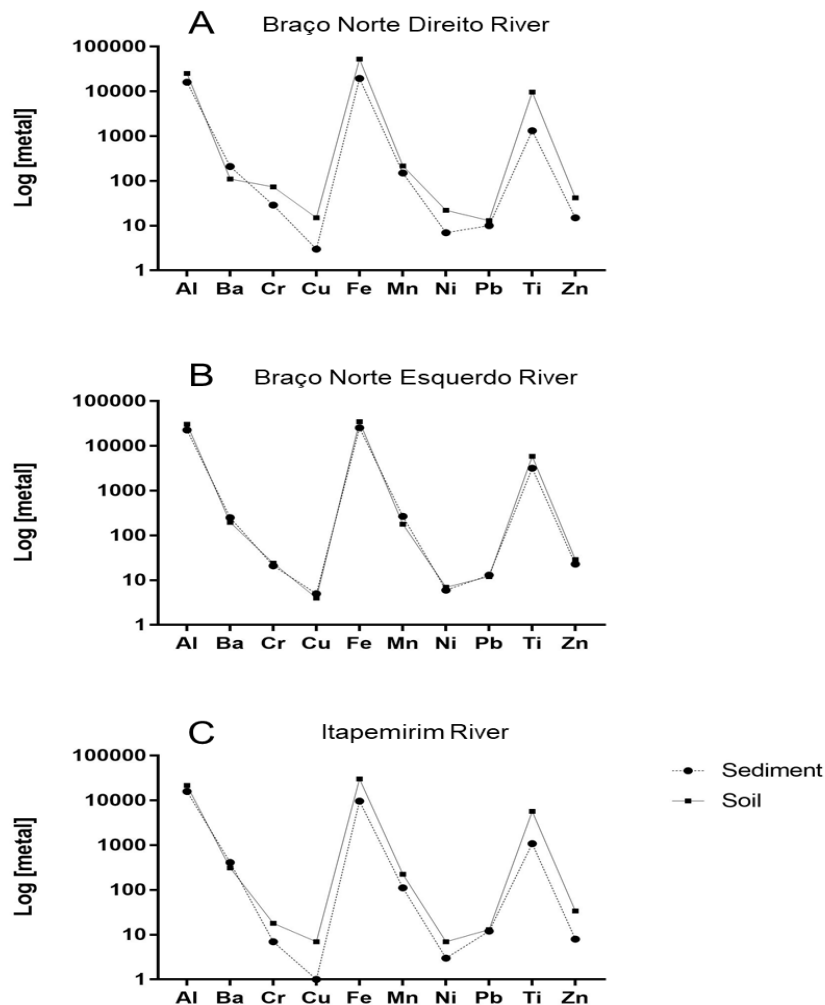 A Braço Norte Direito River
Log [metal]
100000
10000
1000
100
10
1
Al Ba Cr Cu Fe Mn Ni Pb Ti Zn
B Braço Norte Esquerdo River
Log [metal]
100000
10000
1000
100
10
1
Al Ba Cr Cu Fe Mn Ni Pb Ti Zn
C Itapemirim River
Log [metal]
100000
10000
1000
100
10
1
Al Ba Cr Cu Fe Mn Ni Pb Ti Zn
Sediment
Soil